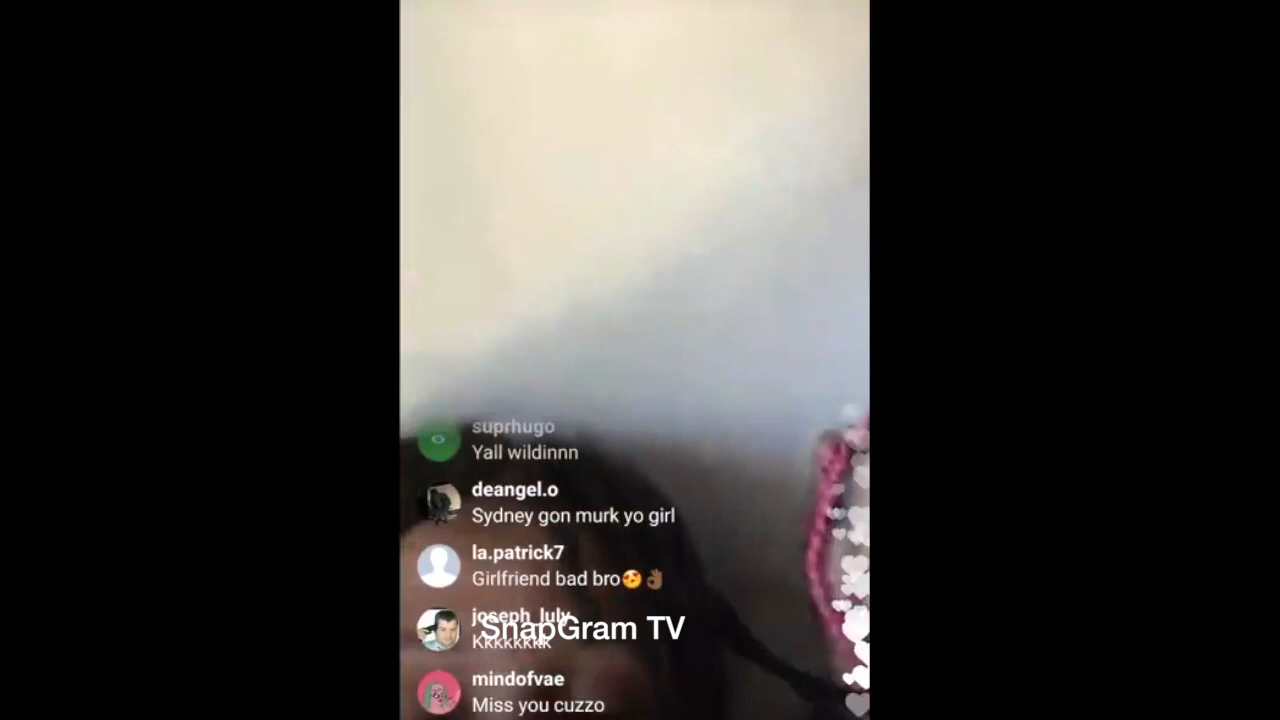 suprhugo
Yall wildinnn
deangel.o
Sydney gon murk yo girl
la.patrick7
Girlfriend bad bro😍👌🏾
joseph_luly
SnapGram TV
Kkkkkkkk
mindofvae
Miss you cuzzo